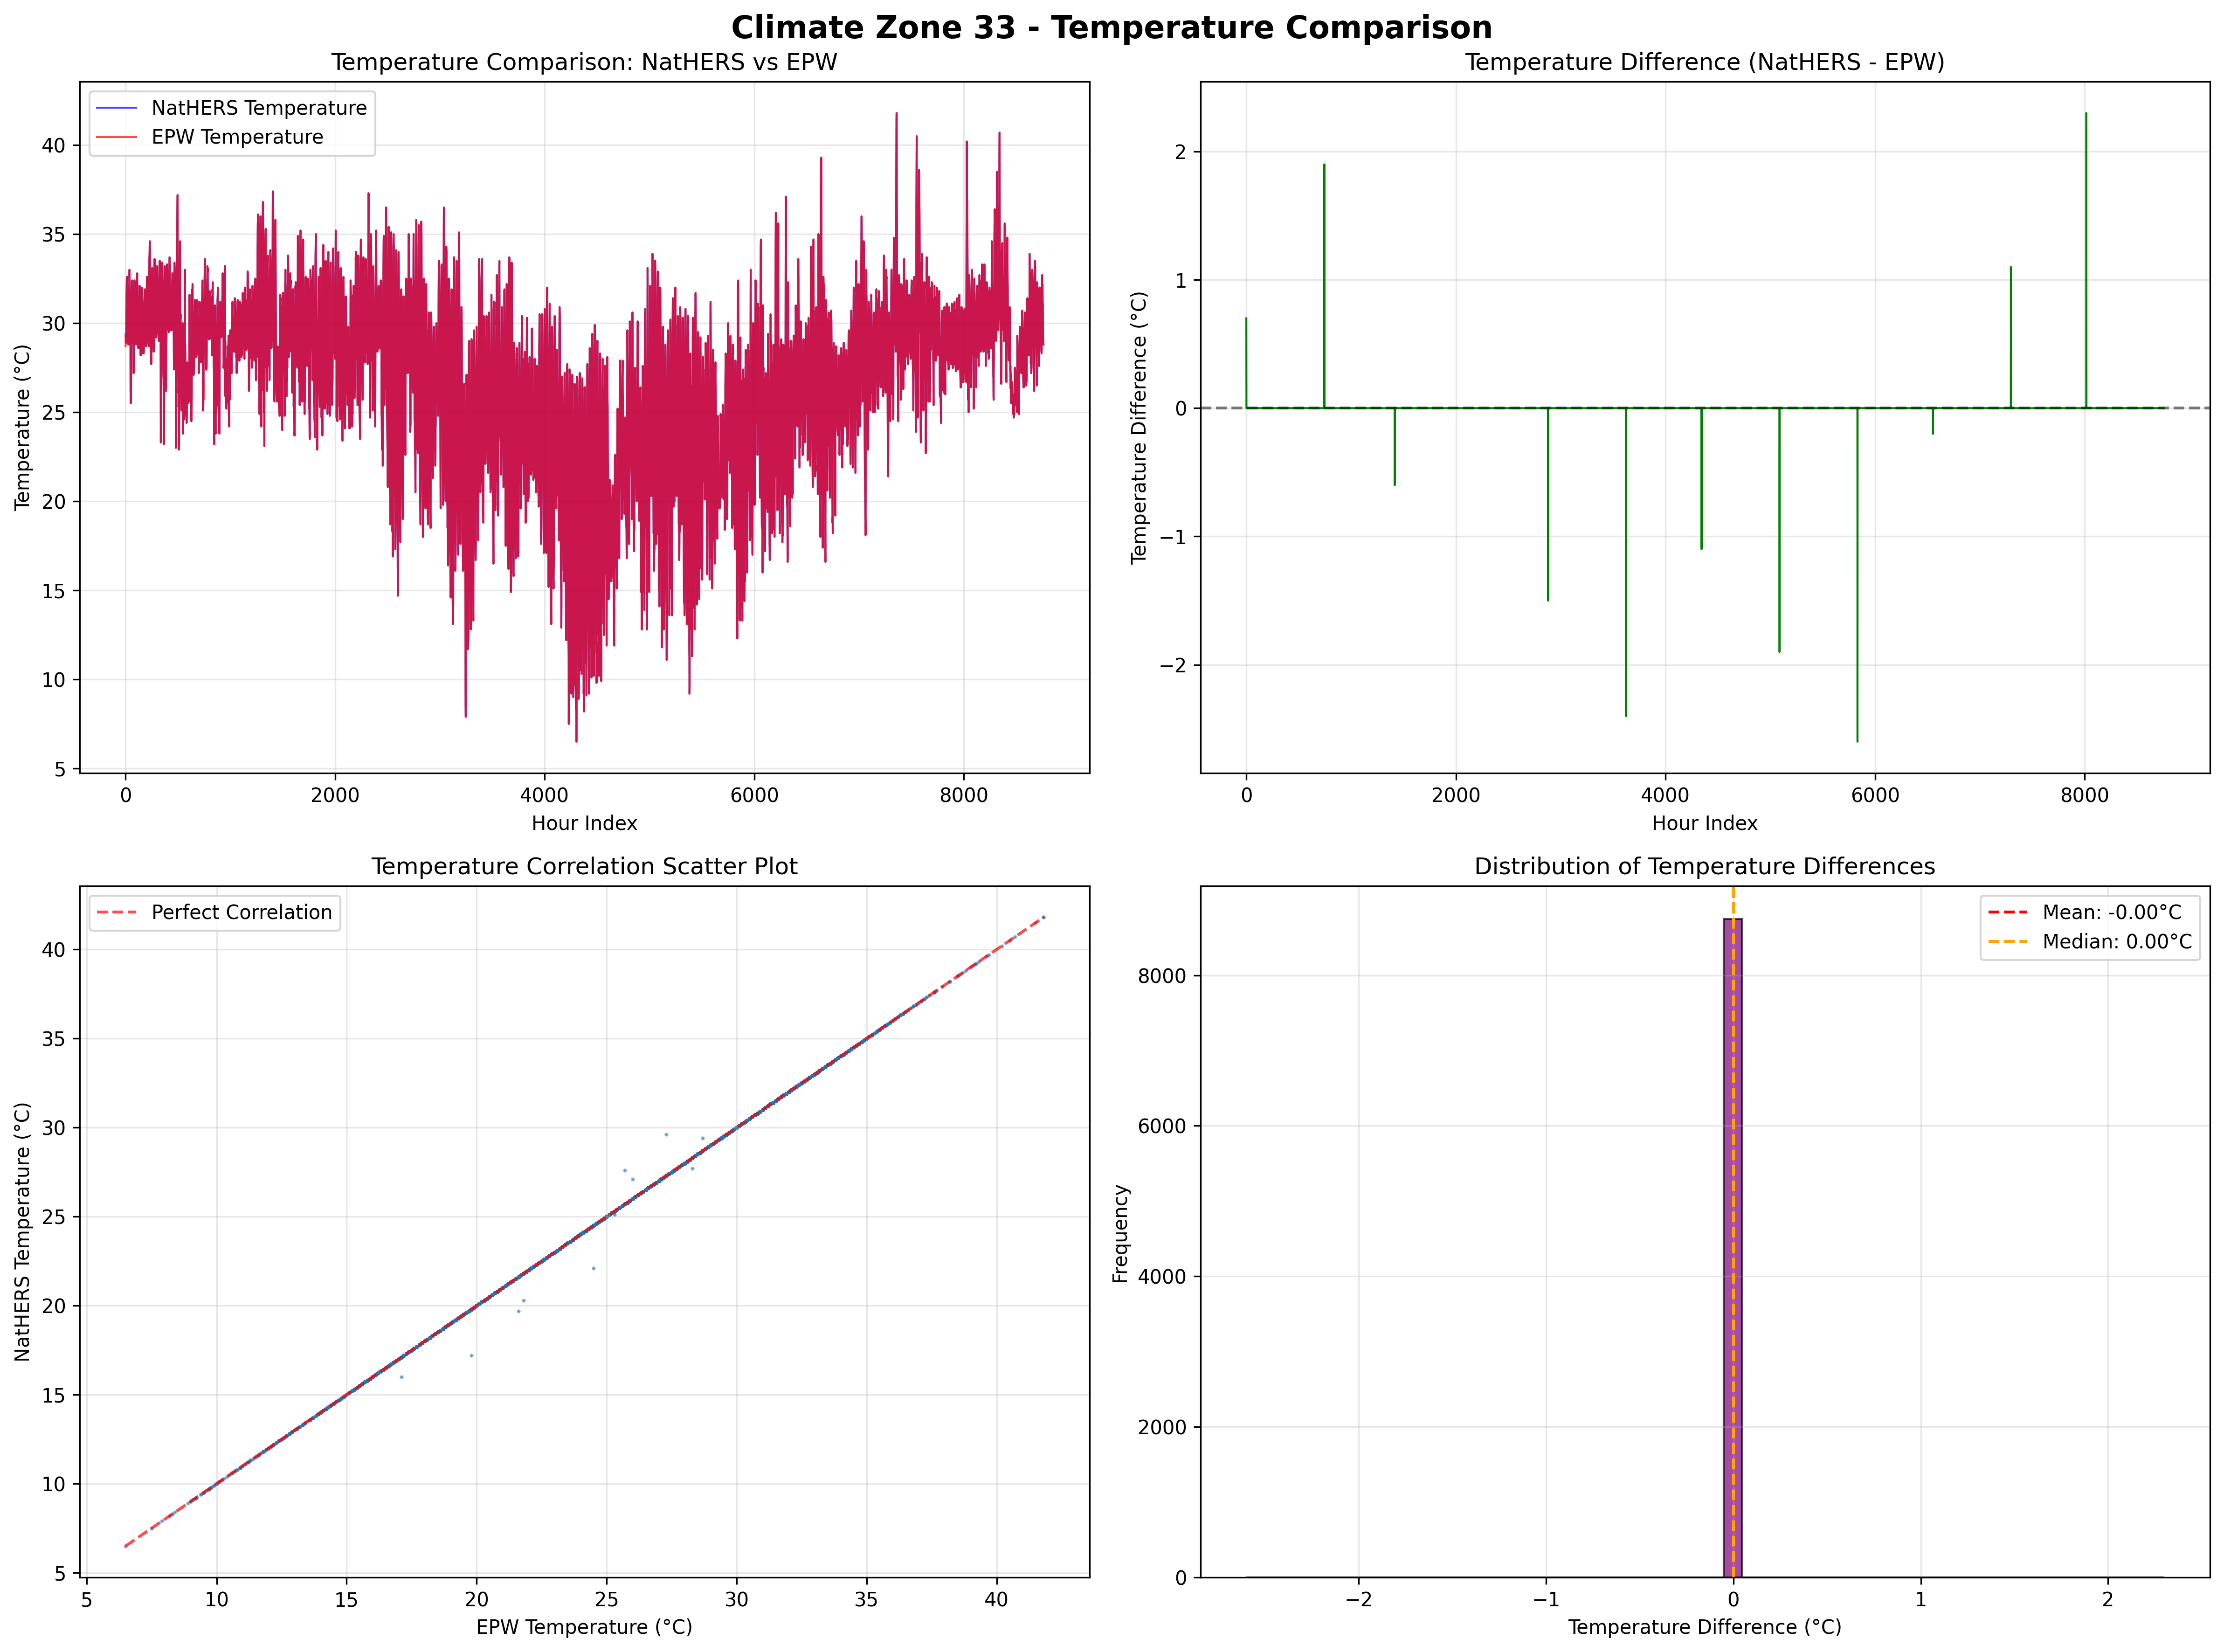 Climate Zone 33 - Temperature Comparison
Temperature Comparison: NatHERS vs EPW
NatHERS Temperature
EPW Temperature
Temperature (°C)
40
35
30
25
20
15
10
5
0
2000
4000
6000
8000
Hour Index
Temperature Difference (NatHERS - EPW)
Temperature Difference (°C)
2
1
0
−1
−2
0
2000
4000
6000
8000
Hour Index
Temperature Correlation Scatter Plot
Perfect Correlation
NatHERS Temperature (°C)
40
35
30
25
20
15
10
5
5
10
15
20
25
30
35
40
EPW Temperature (°C)
Distribution of Temperature Differences
Mean: -0.00°C
Median: 0.00°C
Frequency
8000
6000
4000
2000
0
−2
−1
0
1
2
Temperature Difference (°C)